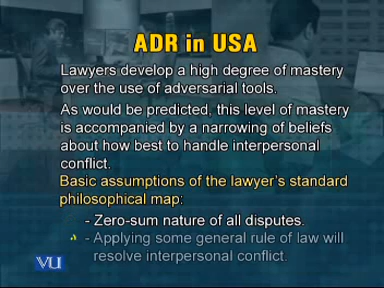 ADR in USA
Lawyers develop a high degree of mastery
over the use of adversarial tools.
As would be predicted, this level of mastery
is accompanied by a narrowing of beliefs
about how best to handle interpersonal
conflict.
Basic assumptions of the lawyer's standard
philosophical map:
- Zero-sum nature of all disputes.
- Applying some general rule of law will
resolve interpersonal conflict.
VU